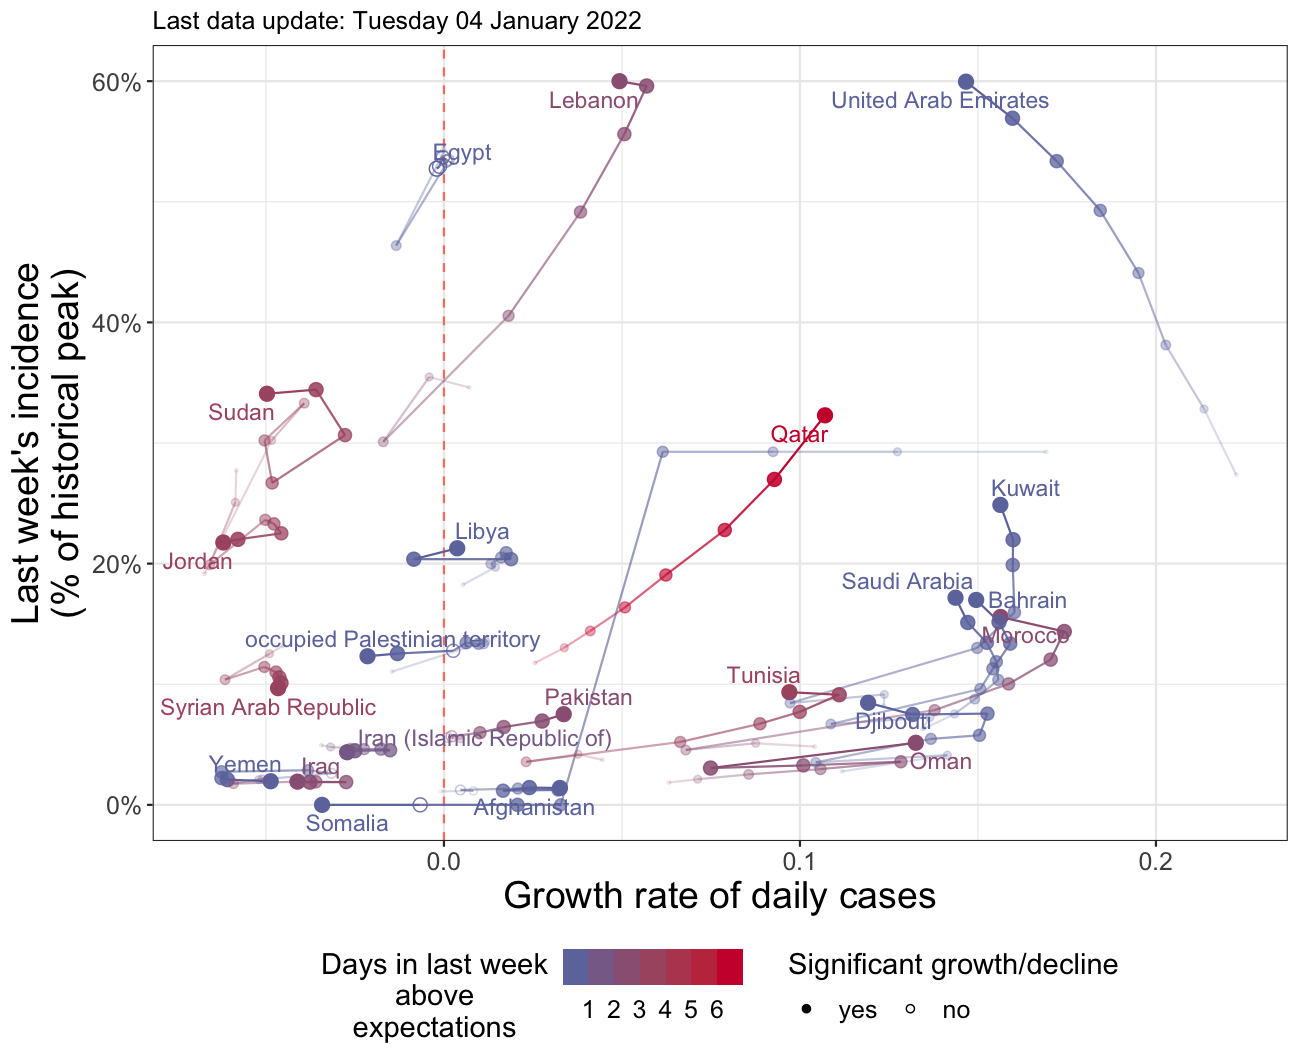 Last data update: Tuesday 04 January 2022
Last week's incidence
(% of historical peak)
60%
40%
20%
0%
Lebanon
United Arab Emirates
Egypt
Sudan
Qatar
Kuwait
Libya
Jordan
Saudi Arabia
Bahrain
Morocco
occupied Palestinian territory
Tunisia
Syrian Arab Republic
Pakistan
Djibouti
Iran (Islamic Republic of)
Yemen
Iraq
Oman
Afghanistan
Somalia
0.0
0.1
0.2
Growth rate of daily cases
Days in last week
above
expectations
1 2 3 4 5 6
Significant growth/decline
yes
no